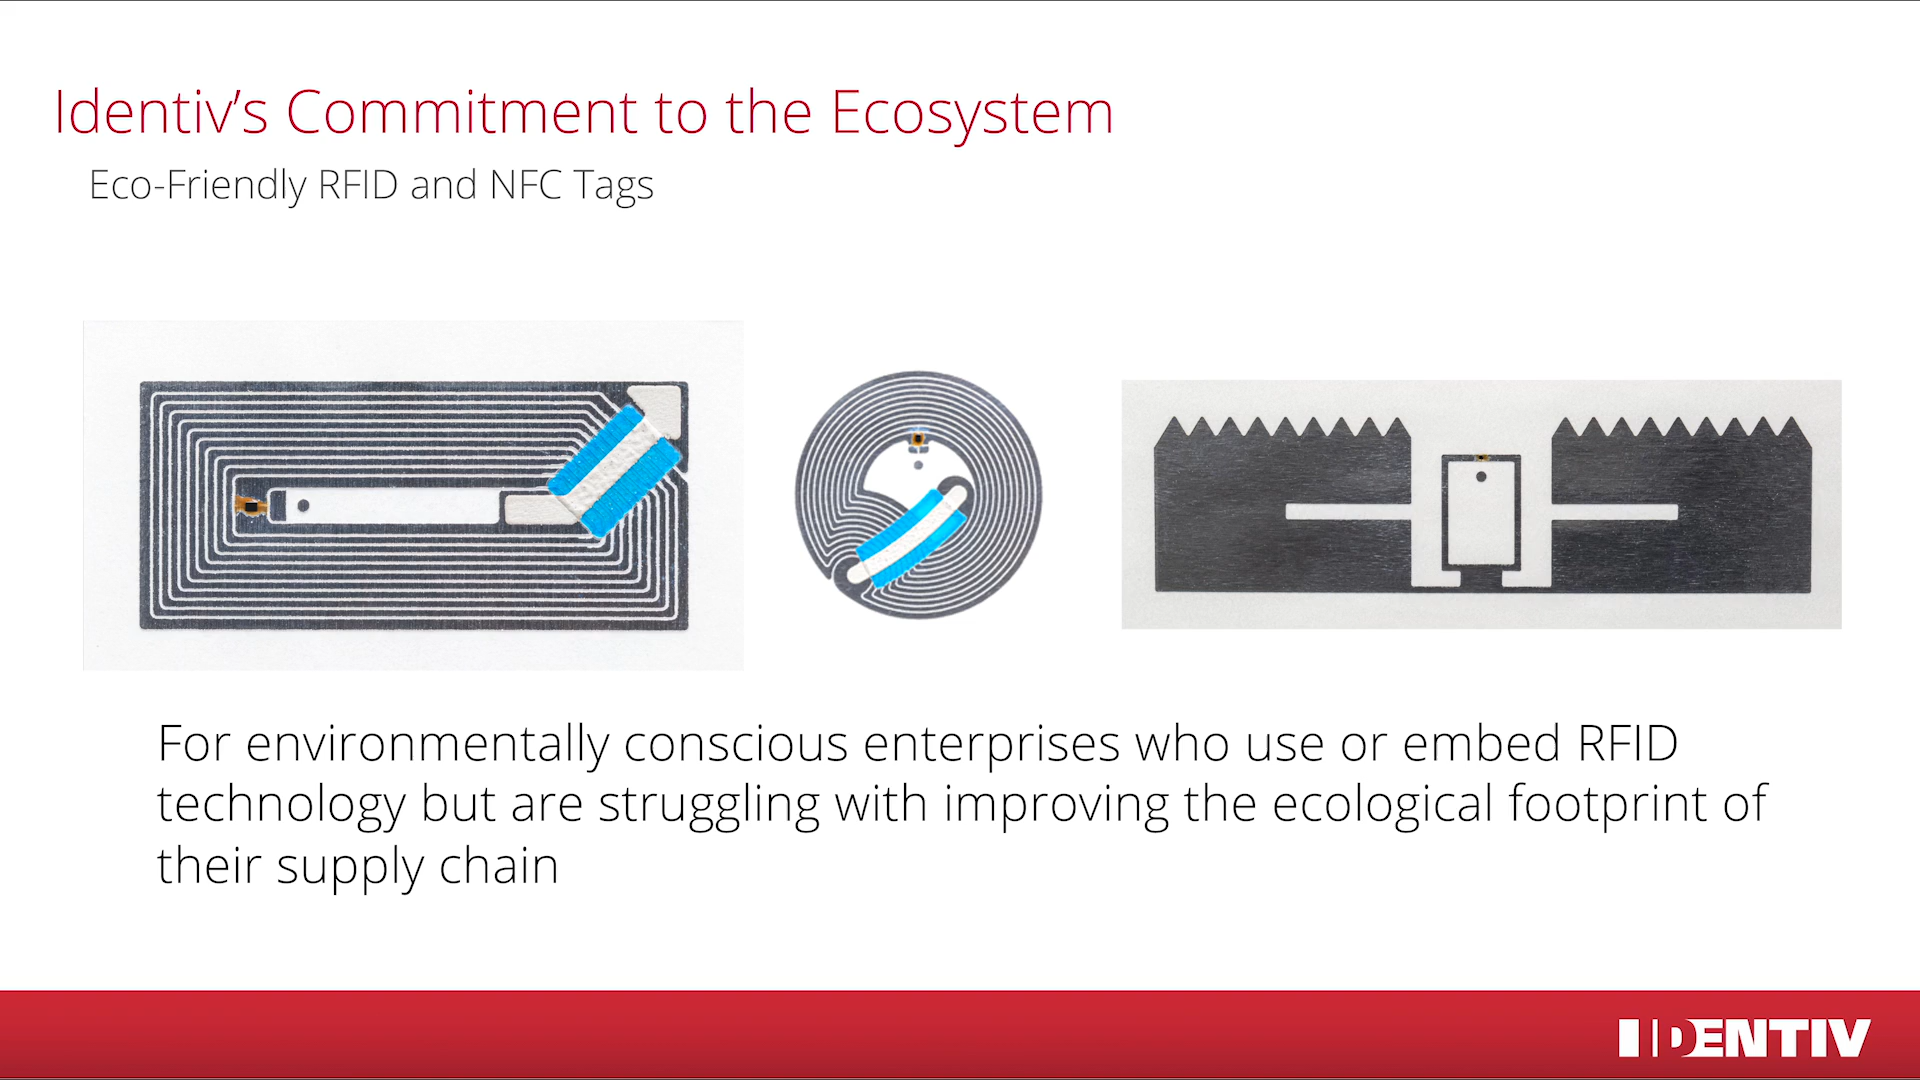 Identiv’s Commitment to the Ecosystem
Eco-Friendly RFID and NFC Tags
For environmentally conscious enterprises who use or embed RFID
technology but are struggling with improving the ecological footprint of
their supply chain
IDENTIV